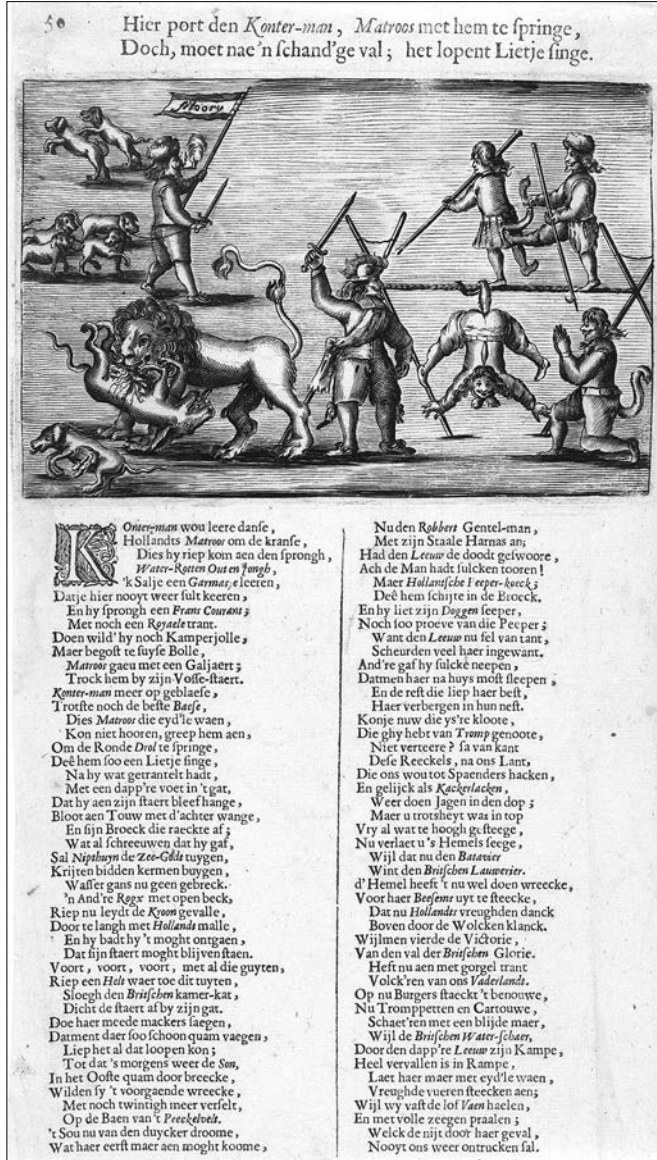 50
Hier port den Konter-man, Matroos met hem te springe,
Doch, moet nae'n schand'ge val; het lopent Lietje singe.
Konter-man wou leere danse,
Hollandts Matroos om de kranse,
Dies hy riep kom aen den sprongh,
Water-Rotten Out en Jongh,
'k Salje een Garmatje leeren,
Datje hier nooyt weer sult keeren,
En hy sprongh een Frans Courant;
Met noch een Royaele trant.
Doen wild' hy noch Kamperjolle,
Maer begost te suyse Bolle,
Matroos gaeu met een Galjaert;
Trock hem by zijn Vosse-staert.
Konter-man meer op geblaese,
Trotste noch de beste Baese,
Dies Matroos die eyd'le waen,
Kon niet hooren, greep hem aen,
Om de Ronde Drol te springe,
Deê hem soo een Lietje singe,
Na hy wat getrantelt hadt,
Met een dapp're voet in 't gat,
Dat hy aen zijn staert bleef hange,
Bloot aen Touw met d'achter wange,
En sijn Broeck die raeckte af;
Wat al schreeuwen dat hy gaf,
Sal Nipthuyn de Zee-Godt tuygen,
Krijten bidden kermen buygen,
Wasser gans nu geen gebreck.
'n And're Rogx met open beck,
Riep nu leydt de Kroon gevalle,
Door te langh met Hollands malle,
En hy badt hy 't moght ontgaen,
Dat sijn staert moght blijven staen.
Voort, voort, voort, met al die guyten,
Riep een Helt waer toe dit tuyten,
Sloegh den Britschen kamer-kat,
Dicht de staert af by zijn gat.
Doe haer meede mackers saegen,
Datment daer soo schoon quam vaegen,
Liep het al dat loopen kon;
Tot dat 's morgens weer de Son,
In het Ooste quam door breecke,
Wilden sy 't voorgaende wreecke,
Met noch twintigh meer verselt,
Op de Baen van 't Preeckelvelt.
't Sou nu van den duycker droome,
Wat haer eerst maer aen moght koome,
Nu den Robbert Gentel-man,
Met zijn Staale Harnas an;
Had den Leeuw de doodt geswoore,
Ach de Man hadt sulcken tooren!
Maer Hollantsche Peeper-koeck;
Deê hem schijte in de Broeck.
En hy liet zijn Doggen seeper,
Noch soo proeve van die Peeper;
Want den Leeuw nu fel van tant,
Scheurden veel haer ingewant.
And're gaf hy sulcke neepen,
Datmen haer na huys most sleepen,
En de rest die liep haer best,
Haer verbergen in hun nest.
Konje nuw die ys're kloote,
Die ghy hebt van Tromp genoote,
Niet verteere? sa van kant
Dese Reeckels, na ons Lant,
Die ons wou tot Spaenders hacken,
En gelijck als Kackerlacken,
Weer doen Jagen in den dop;
Maer u trotsheyt was in top
Vry al wat te hoogh gesteege,
Nu verlaet u 's Hemels seege,
Wijl dat nu den Batavier
Wint den Britschen Lauwerier.
d'Hemel heeft 't nu wel doen wreecke,
Voor haer Beesems uyt te steecke,
Dat nu Hollandts vreughden danck
Boven door de Wolcken klanck.
Wijlmen vierde de Victorie,
Van den val der Britschen Glorie.
Heft nu aen met gorgel trant
Volck'ren van ons Vaderlandt.
Op nu Burgers staeckt 't benouwe,
Nu Tromppetten en Cartouwe,
Schaet'ren met een blijde maer,
Wijl de Britschen Water-schaer,
Door den dapp're Leeuw zijn Kampe,
Heel vervallen is in Rampe,
Laet haer maer met eyd'le waen,
Vreughde vueren steecken aen;
Wijl wy vast de lof Vaen haelen,
En met volle zeegen praalen;
Welck de nijt door haer geval,
Nooyt ons weer ontrucken sal.